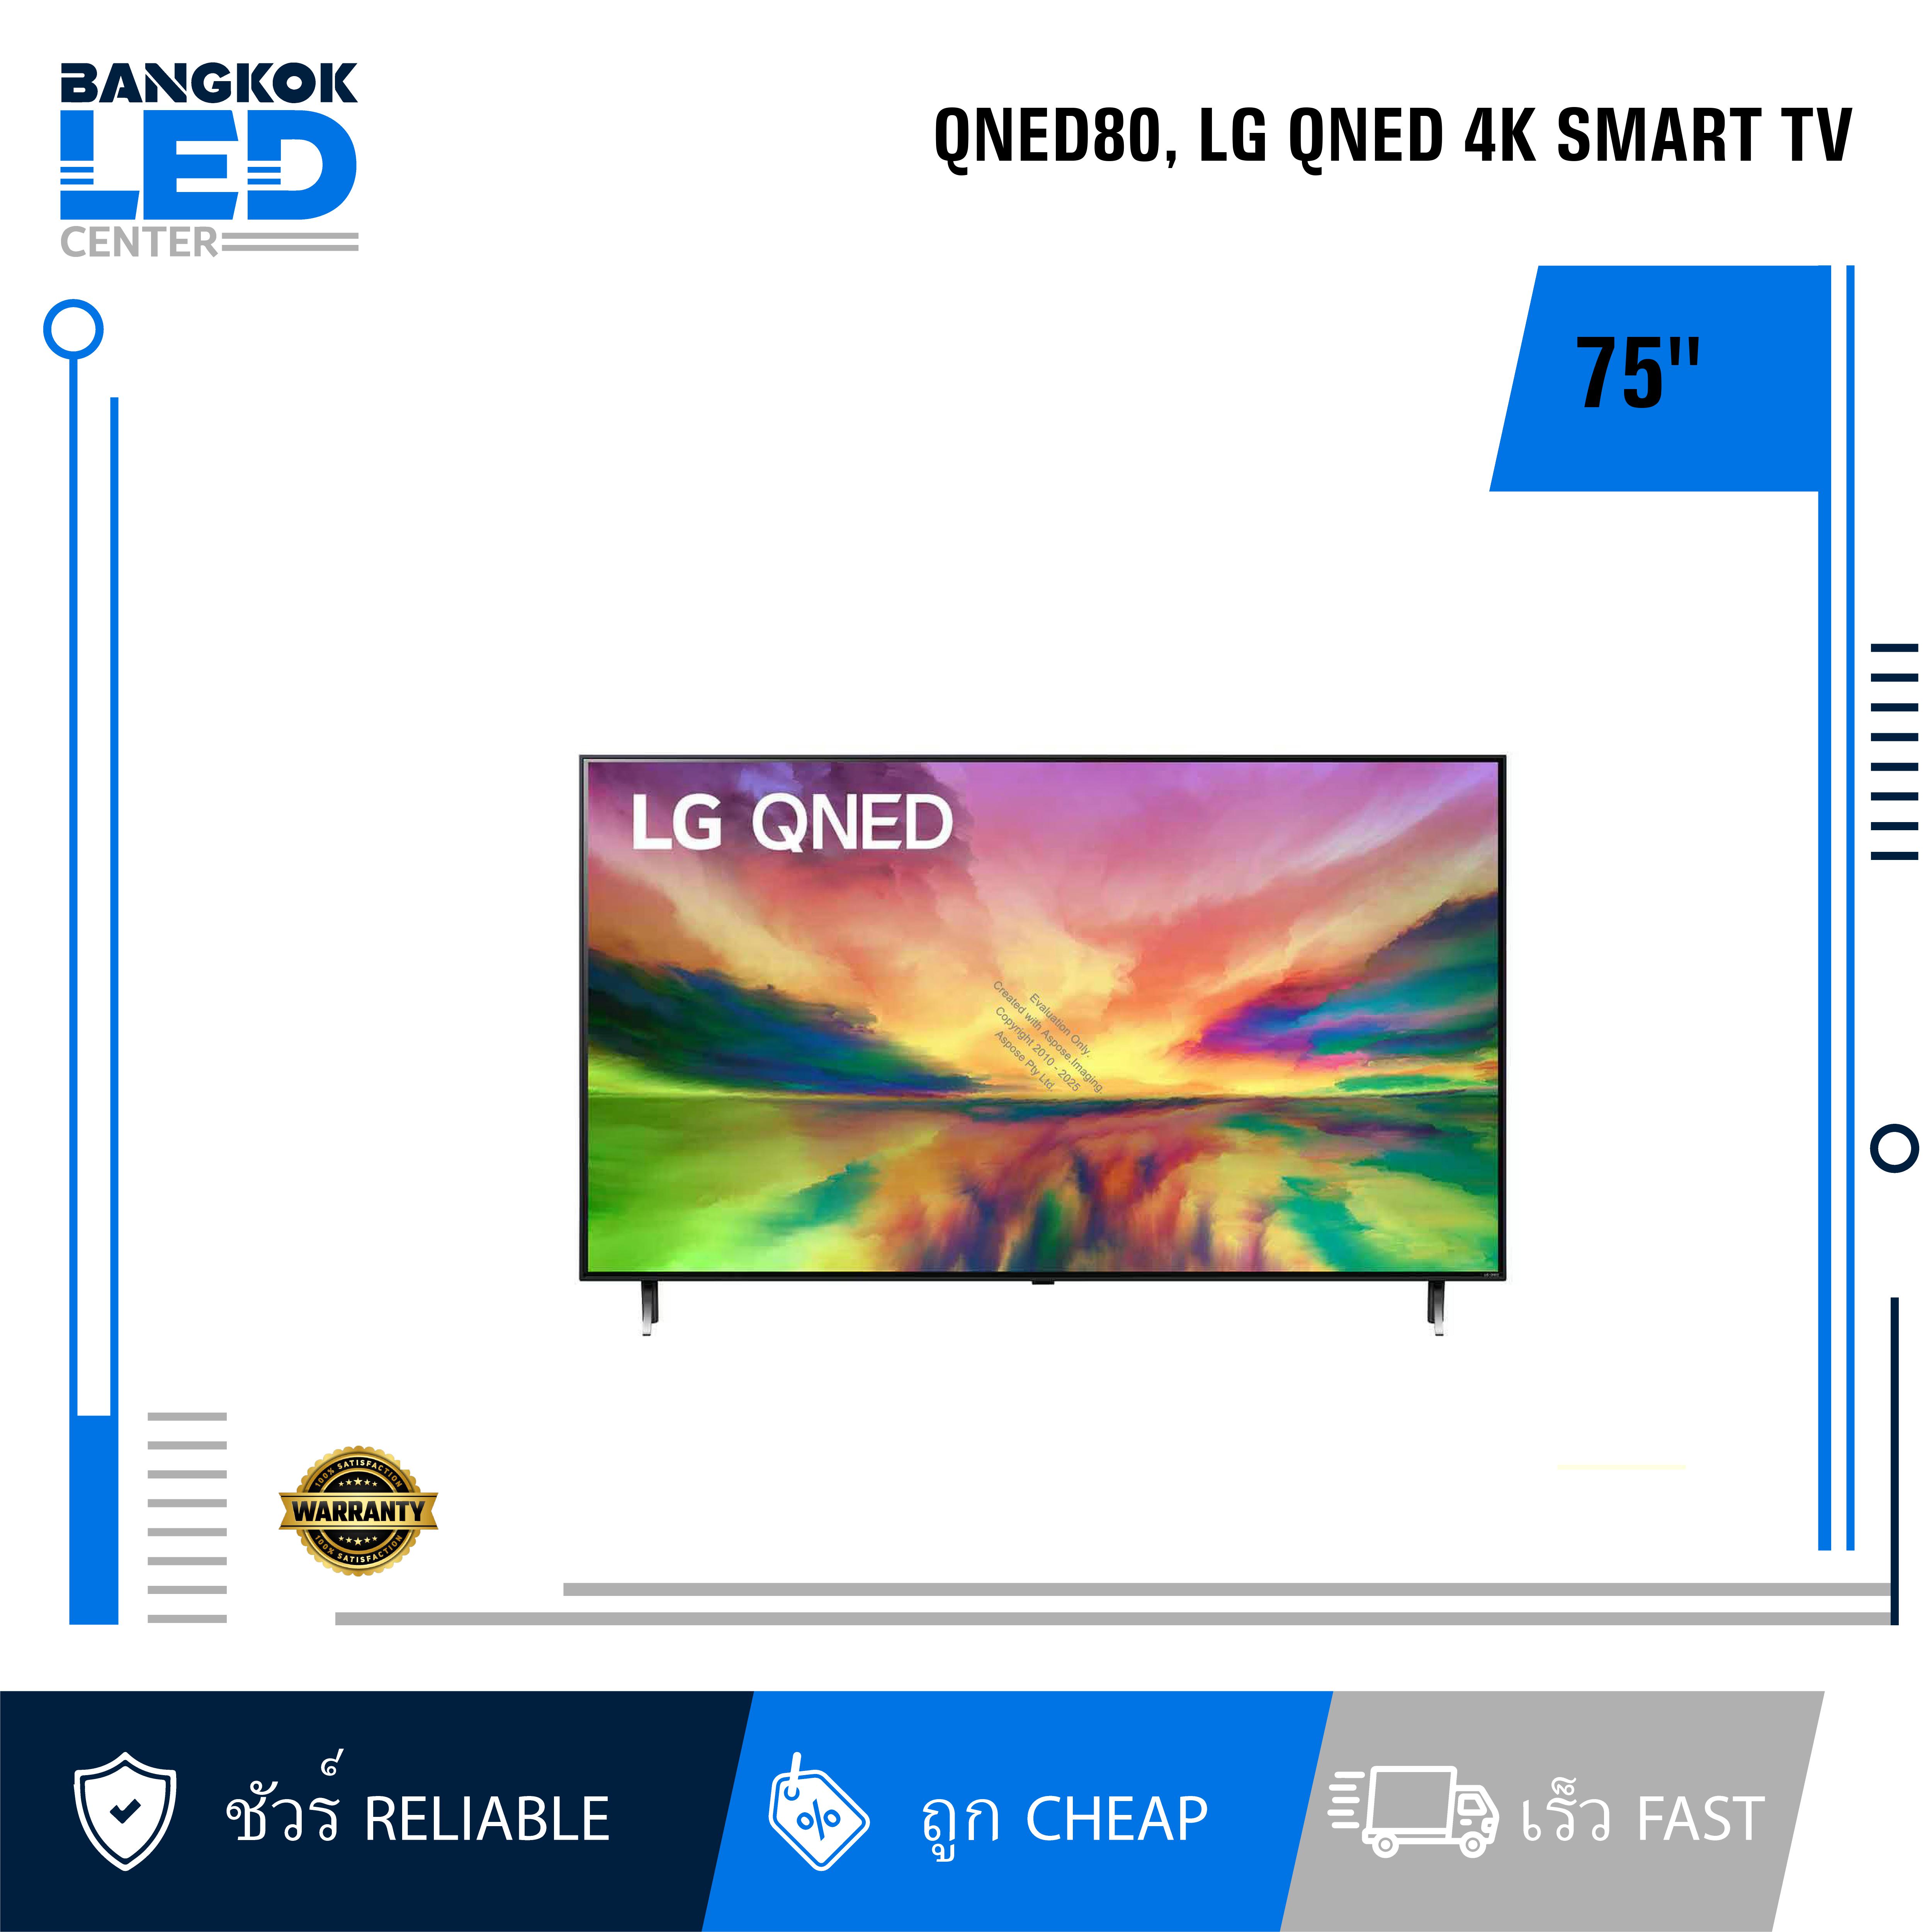 BANGKOK
LED
CENTER
QNED80, LG QNED 4K SMART TV
75"
LG QNED
Evaluation Only.
Created with Aspose.Imaging.
Copyright 2010 - 2025
Aspose Pty Ltd.
100% SATISFACTION
WARRANTY
100% SATISFACTION
ชัวร์ RELIABLE
% ถูก CHEAP
เร็ว FAST